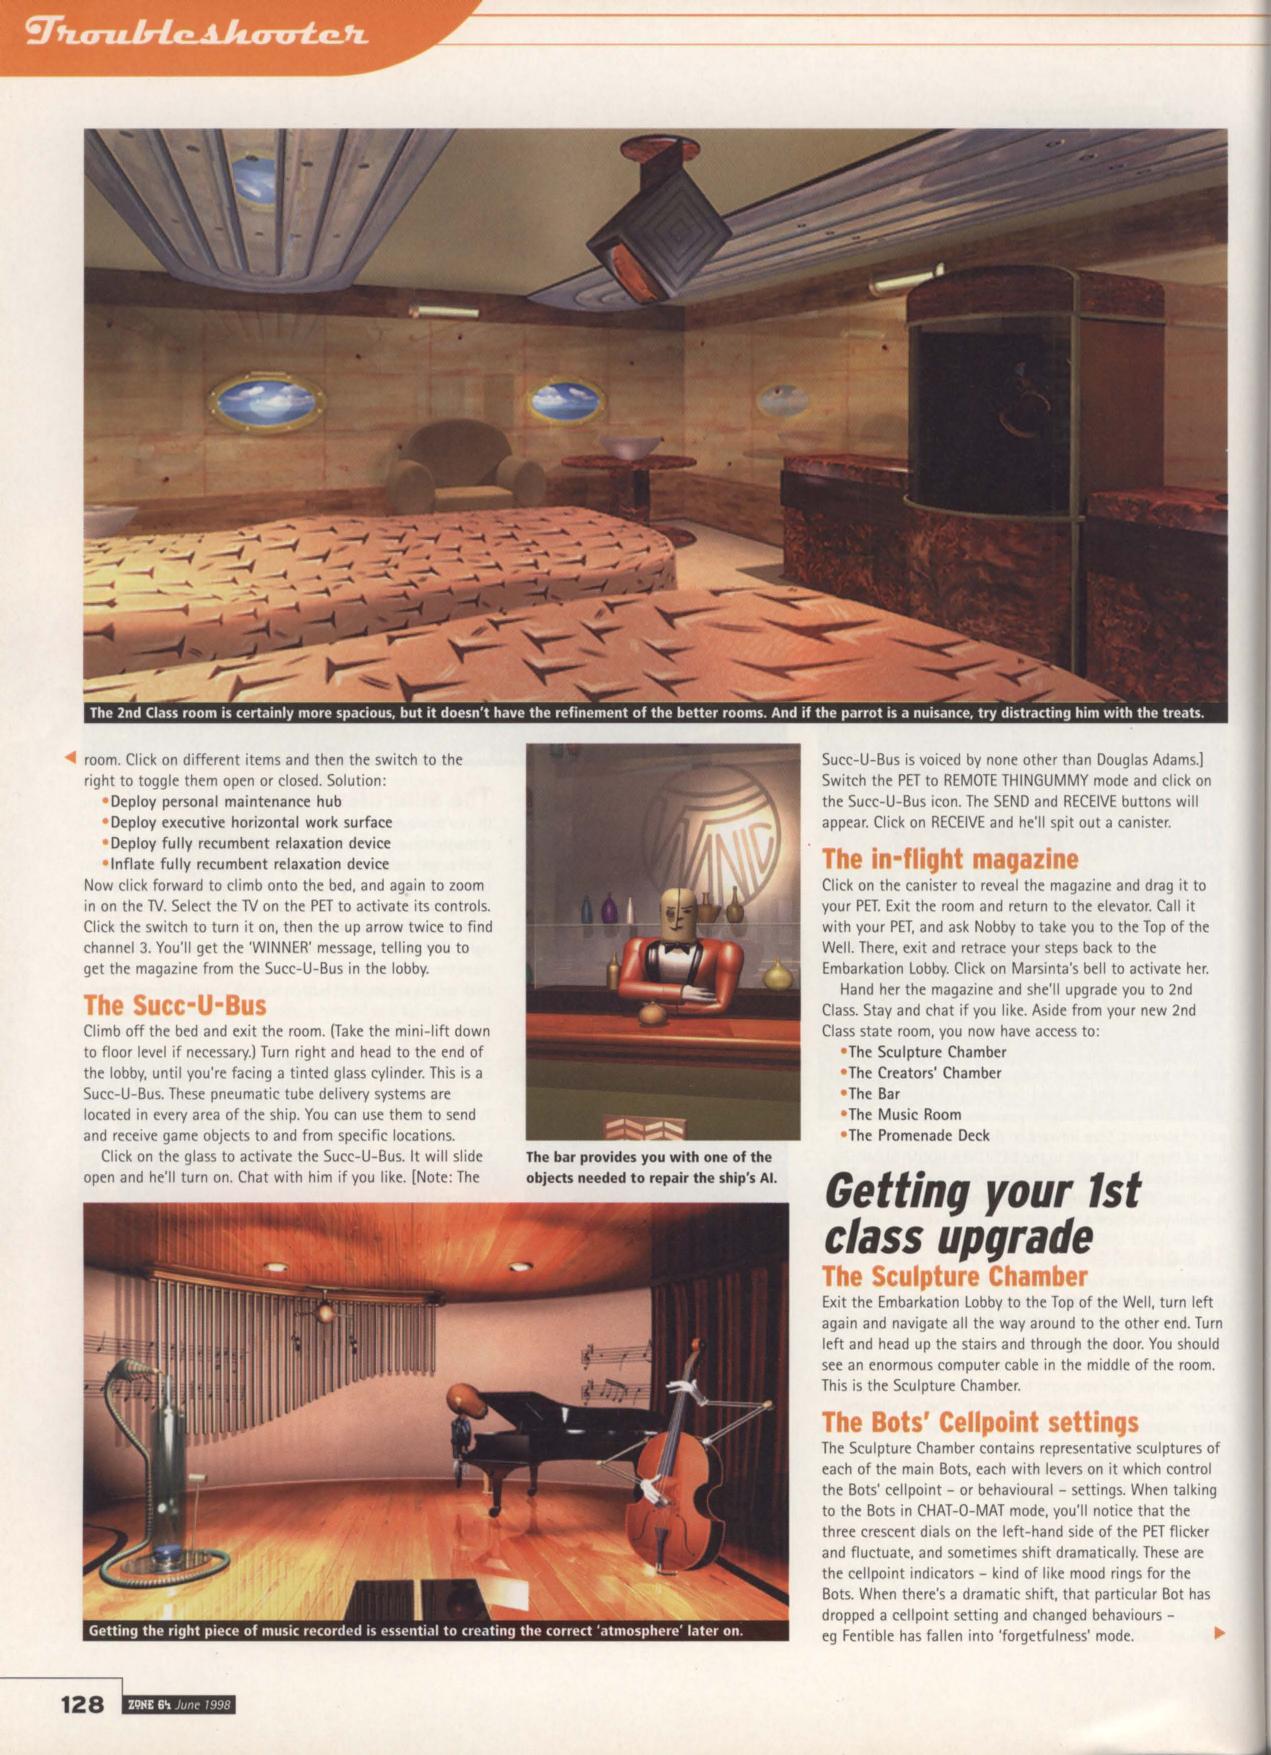 Troubleshooter
The 2nd Class room is certainly more spacious, but it doesn't have the refinement of the better rooms. And if the parrot is a nuisance, try distracting him with the treats.
room. Click on different items and then the switch to the
right to toggle them open or closed. Solution:
•Deploy personal maintenance hub
•Deploy executive horizontal work surface
•Deploy fully recumbent relaxation device
•Inflate fully recumbent relaxation device
Now click forward to climb onto the bed, and again to zoom
in on the TV. Select the TV on the PET to activate its controls.
Click the switch to turn it on, then the up arrow twice to find
channel 3. You'll get the 'WINNER' message, telling you to
get the magazine from the Succ-U-Bus in the lobby.
The Succ-U-Bus
Climb off the bed and exit the room. (Take the mini-lift down
to floor level if necessary.) Turn right and head to the end of
the lobby, until you're facing a tinted glass cylinder. This is a
Succ-U-Bus. These pneumatic tube delivery systems are
located in every area of the ship. You can use them to send
and receive game objects to and from specific locations.
Click on the glass to activate the Succ-U-Bus. It will slide
open and he'll turn on. Chat with him if you like. [Note: The
The bar provides you with one of the
objects needed to repair the ship's AI.
Getting the right piece of music recorded is essential to creating the correct 'atmosphere' later on.
Succ-U-Bus is voiced by none other than Douglas Adams.]
Switch the PET to REMOTE THINGUMMY mode and click on
the Succ-U-Bus icon. The SEND and RECEIVE buttons will
appear. Click on RECEIVE and he'll spit out a canister.
The in-flight magazine
Click on the canister to reveal the magazine and drag it to
your PET. Exit the room and return to the elevator. Call it
with your PET, and ask Nobby to take you to the Top of the
Well. There, exit and retrace your steps back to the
Embarkation Lobby. Click on Marsinta's bell to activate her.
Hand her the magazine and she'll upgrade you to 2nd
Class. Stay and chat if you like. Aside from your new 2nd
Class state room, you now have access to:
•The Sculpture Chamber
•The Creators' Chamber
•The Bar
•The Music Room
•The Promenade Deck
Getting your 1st
class upgrade
The Sculpture Chamber
Exit the Embarkation Lobby to the Top of the Well, turn left
again and navigate all the way around to the other end. Turn
left and head up the stairs and through the door. You should
see an enormous computer cable in the middle of the room.
This is the Sculpture Chamber.
The Bots' Cellpoint settings
The Sculpture Chamber contains representative sculptures of
each of the main Bots, each with levers on it which control
the Bots' cellpoint – or behavioural – settings. When talking
to the Bots in CHAT-O-MAT mode, you'll notice that the
three crescent dials on the left-hand side of the PET flicker
and fluctuate, and sometimes shift dramatically. These are
the cellpoint indicators – kind of like mood rings for the
Bots. When there's a dramatic shift, that particular Bot has
dropped a cellpoint setting and changed behaviours –
eg Fentible has fallen into 'forgetfulness' mode.
128 ZONE 64 June 1998